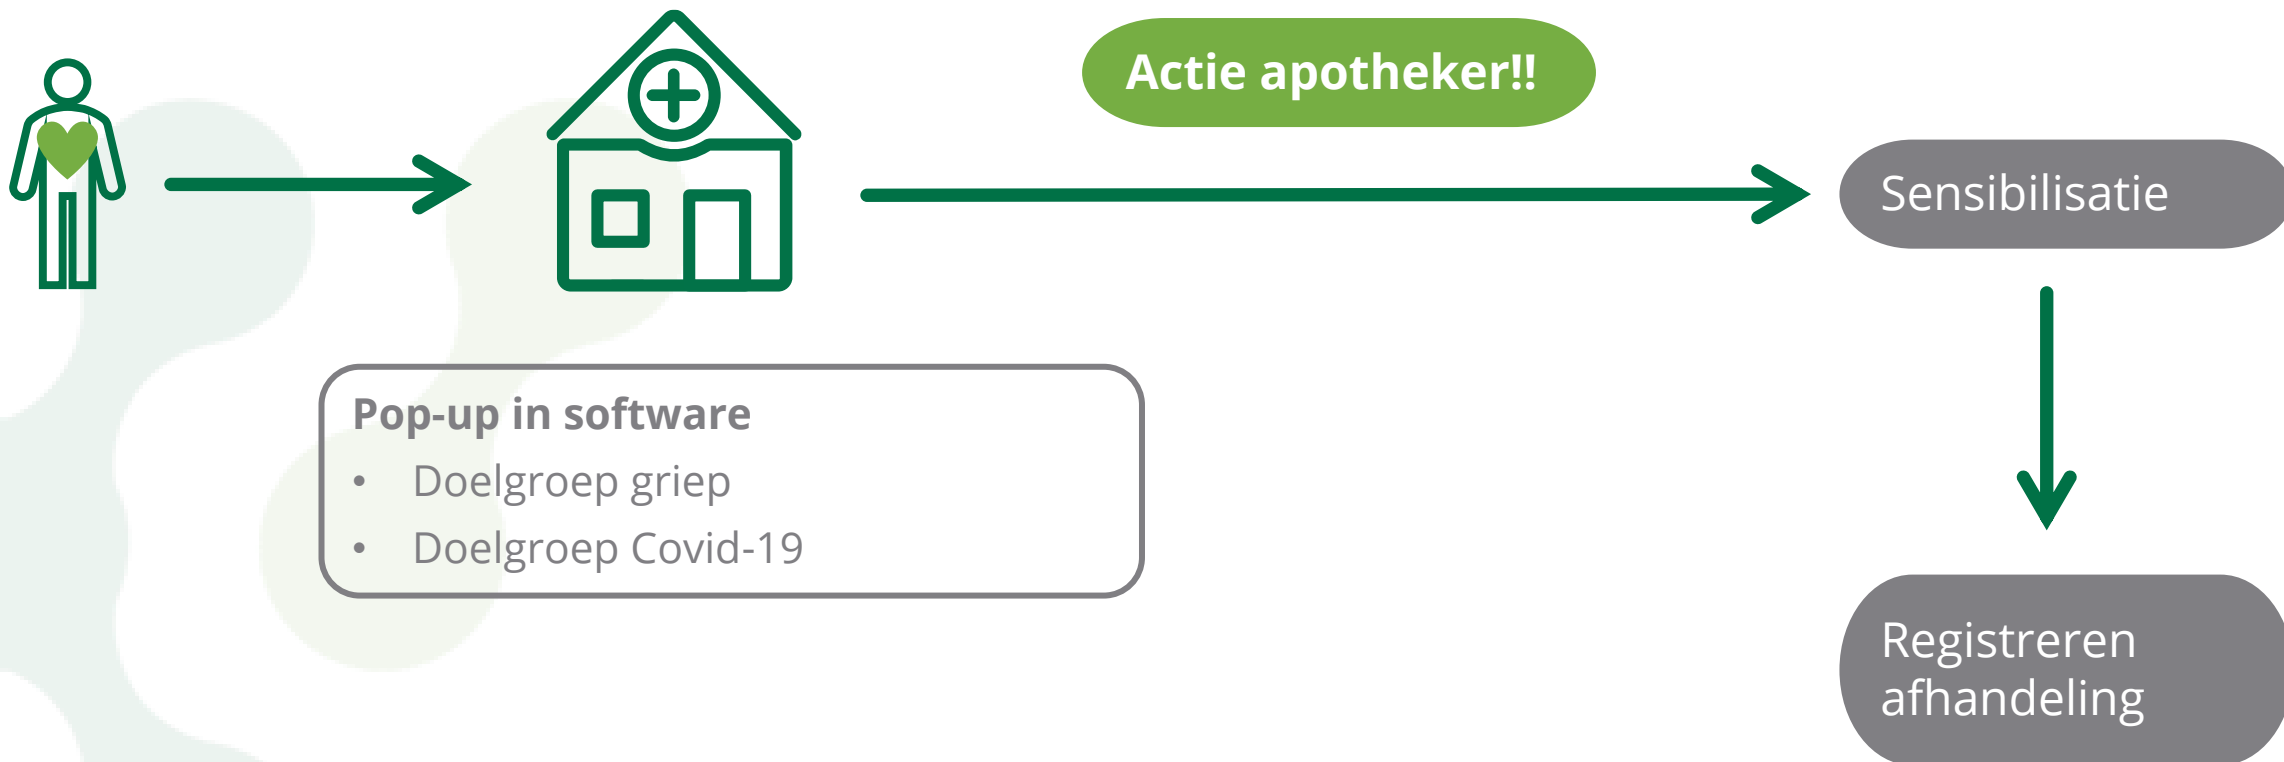 Actie apotheker!!
Sensibilisatie
Pop-up in software
• Doelgroep griep
• Doelgroep Covid-19
Registreren
afhandeling